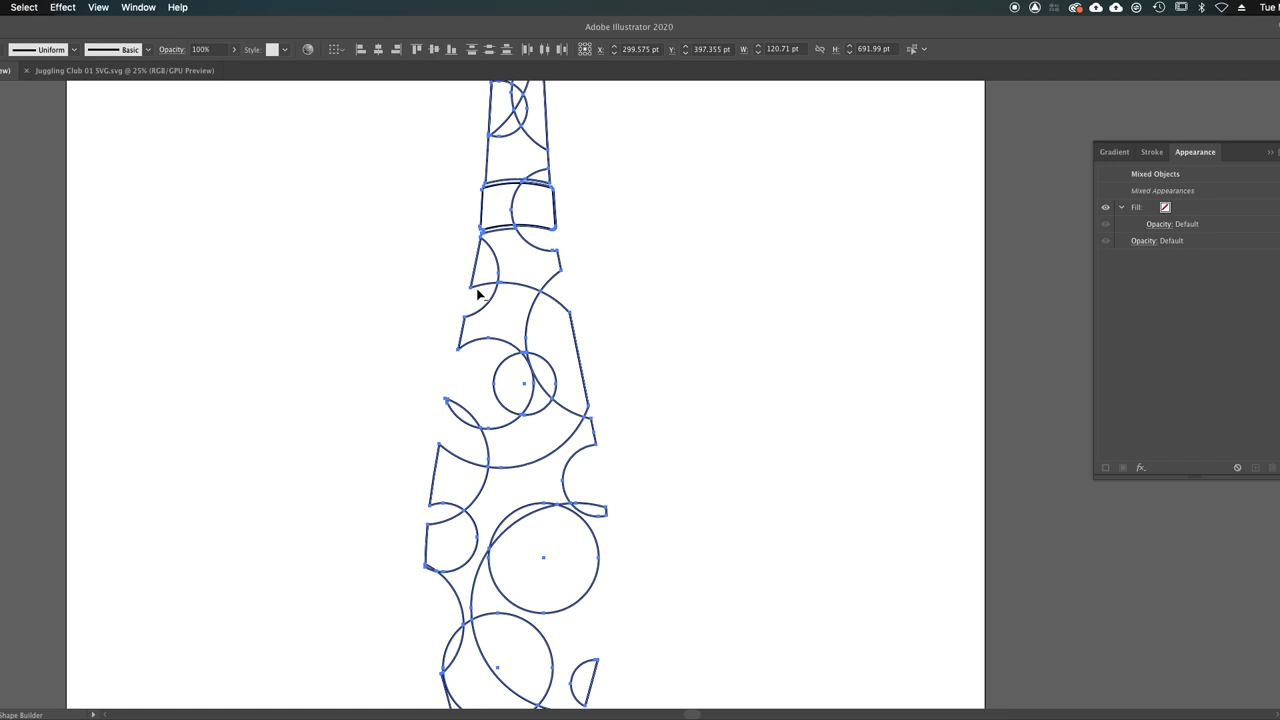 Select Effect View Window Help Tue
Adobe Illustrator 2020
Uniform Basic Opacity: 100% Style: X: 299.575 pt Y: 397.355 pt W: 120.71 pt H: 691.99 pt
Juggling Club 01 SVG.svg @ 25% (RGB/GPU Preview)
Gradient Stroke Appearance
Mixed Objects
Mixed Appearances
Fill:
Opacity: Default
Opacity: Default
fx.
Shape Builder